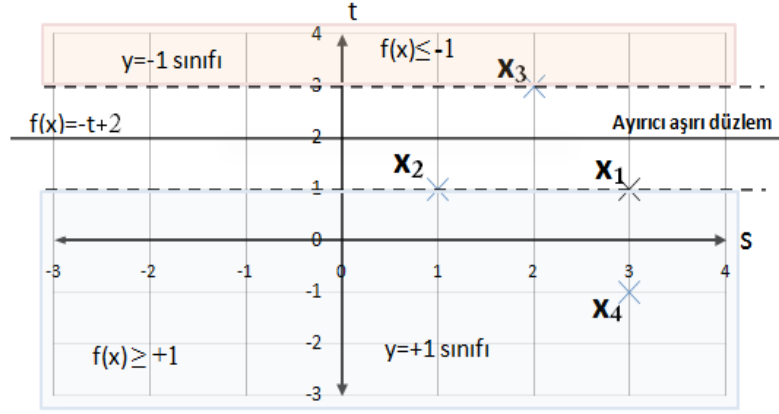 t
4
y=-1 sınıfı
f(x)≤-1
X3
3
f(x)=-t+2
2
Ayırıcı aşırı düzlem
X2
X1
1
0
S
-3 -2 -1 0 1 2 3 4
-1
X4
-2
f(x)≥+1
y=+1 sınıfı
-3